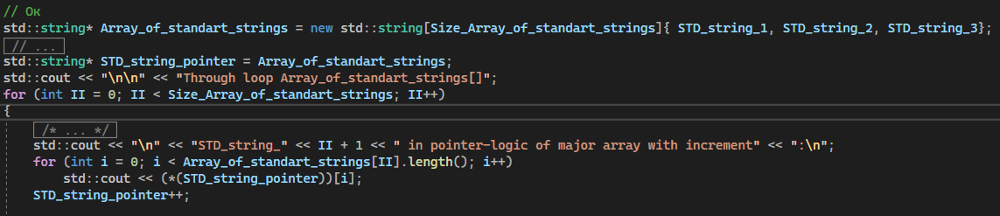 // Ок
std::string* Array_of_standart_strings = new std::string[Size_Array_of_standart_strings]{ STD_string_1, STD_string_2, STD_string_3};
// ...
std::string* STD_string_pointer = Array_of_standart_strings;
std::cout << "\n\n" << "Through loop Array_of_standart_strings[]";
for (int II = 0; II < Size_Array_of_standart_strings; II++)
{
/* ... */
std::cout << "\n" << "STD_string_" << II + 1 << " in pointer-logic of major array with increment" << ":\n";
for (int i = 0; i < Array_of_standart_strings[II].length(); i++)
std::cout << (*(STD_string_pointer))[i];
STD_string_pointer++;